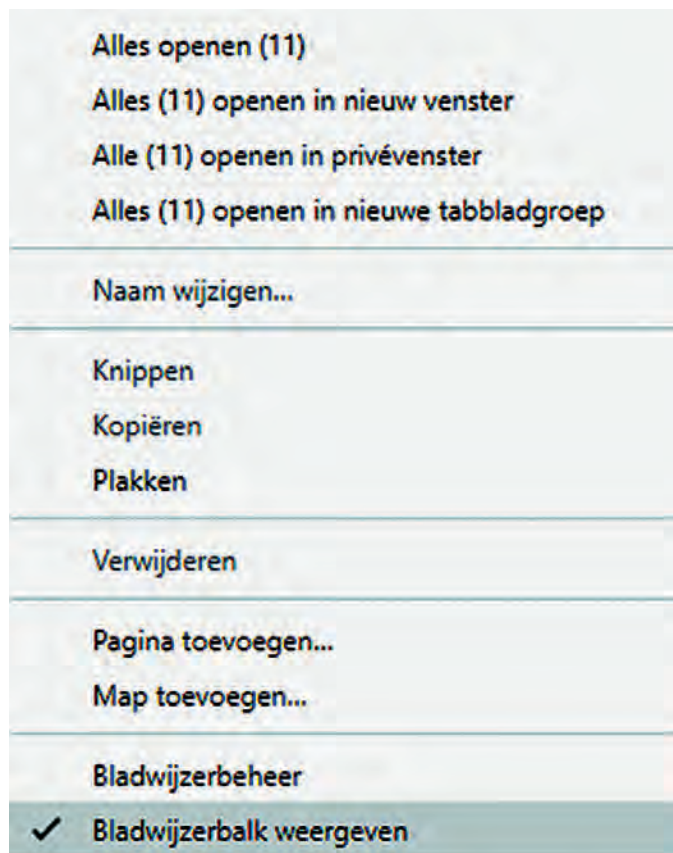 Alles openen (11)
Alles (11) openen in nieuw venster
Alle (11) openen in privévenster
Alles (11) openen in nieuwe tabbladgroep
Naam wijzigen...
Knippen
Kopiëren
Plakken
Verwijderen
Pagina toevoegen...
Map toevoegen...
Bladwijzerbeheer
Bladwijzerbalk weergeven